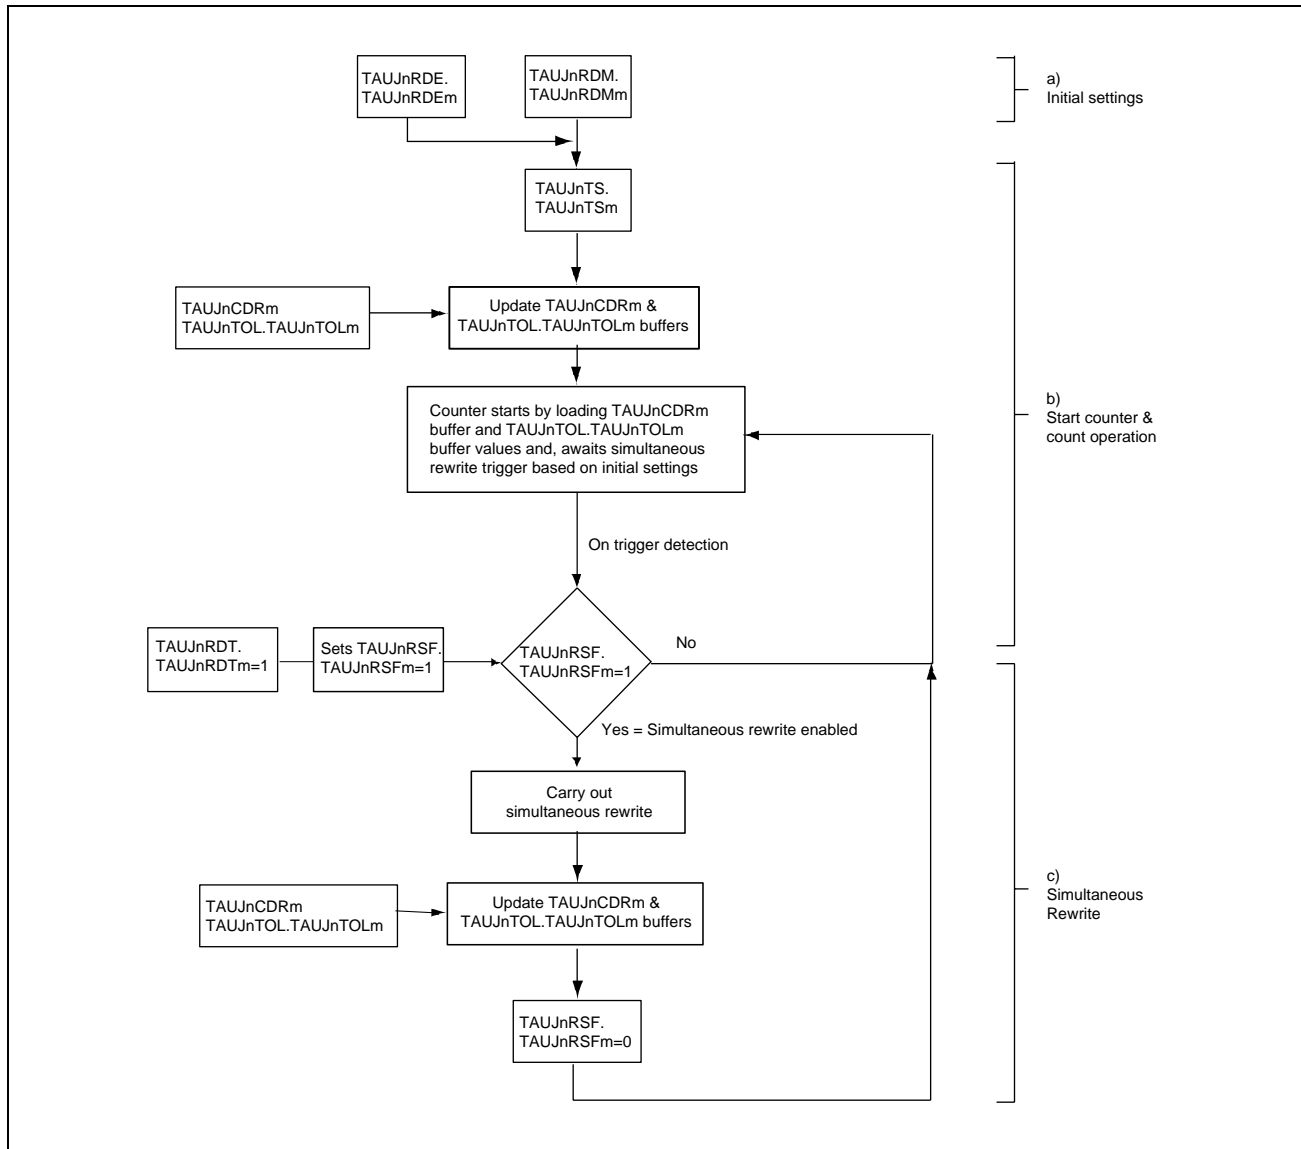 TAUJnRDE.
TAUJnRDEm
TAUJnRDM.
TAUJnRDMm
a)
Initial settings
TAUJnTS.
TAUJnTSm
TAUJnCDRm
TAUJnTOL.TAUJnTOLm
Update TAUJnCDRm &
TAUJnTOL.TAUJnTOLm buffers
Counter starts by loading TAUJnCDRm
buffer and TAUJnTOL.TAUJnTOLm
buffer values and, awaits simultaneous
rewrite trigger based on initial settings
b)
Start counter &
count operation
On trigger detection
TAUJnRDT.
TAUJnRDTm=1
Sets TAUJnRSF.
TAUJnRSFm=1
TAUJnRSF.
TAUJnRSFm=1
No
Yes = Simultaneous rewrite enabled
Carry out
simultaneous rewrite
TAUJnCDRm
TAUJnTOL.TAUJnTOLm
Update TAUJnCDRm &
TAUJnTOL.TAUJnTOLm buffers
c)
Simultaneous
Rewrite
TAUJnRSF.
TAUJnRSFm=0